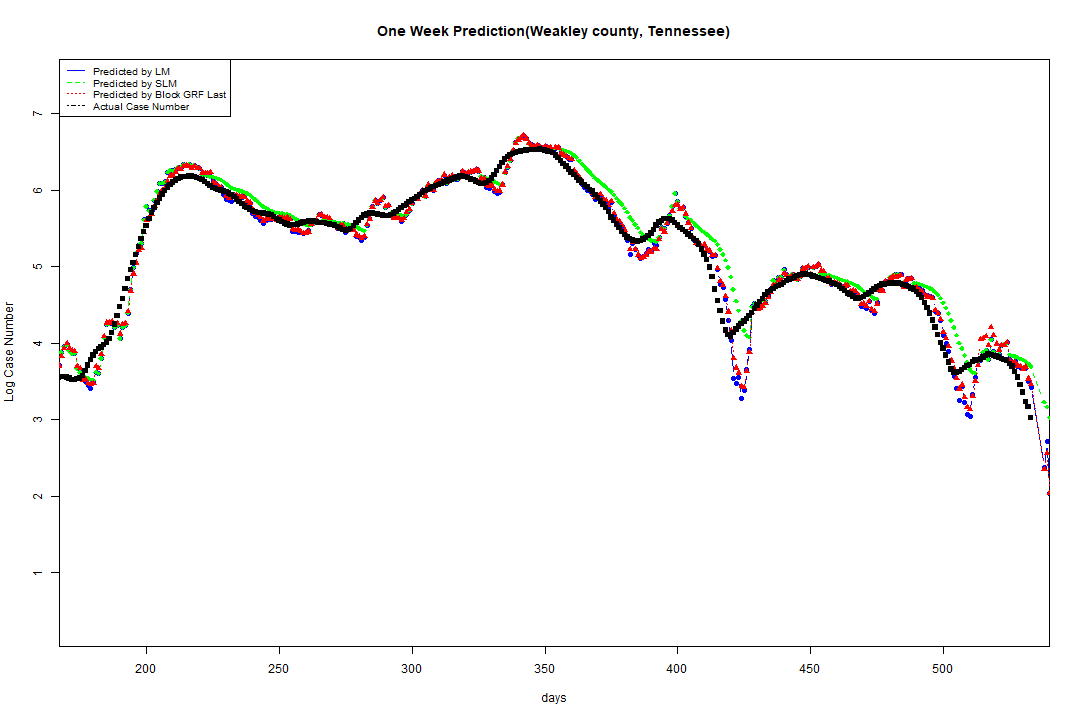 One Week Prediction(Weakley county, Tennessee)
Predicted by LM
Predicted by SLM
Predicted by Block GRF Last
Actual Case Number
7
6
5
4
3
2
1
Log Case Number
200 250 300 350 400 450 500
days